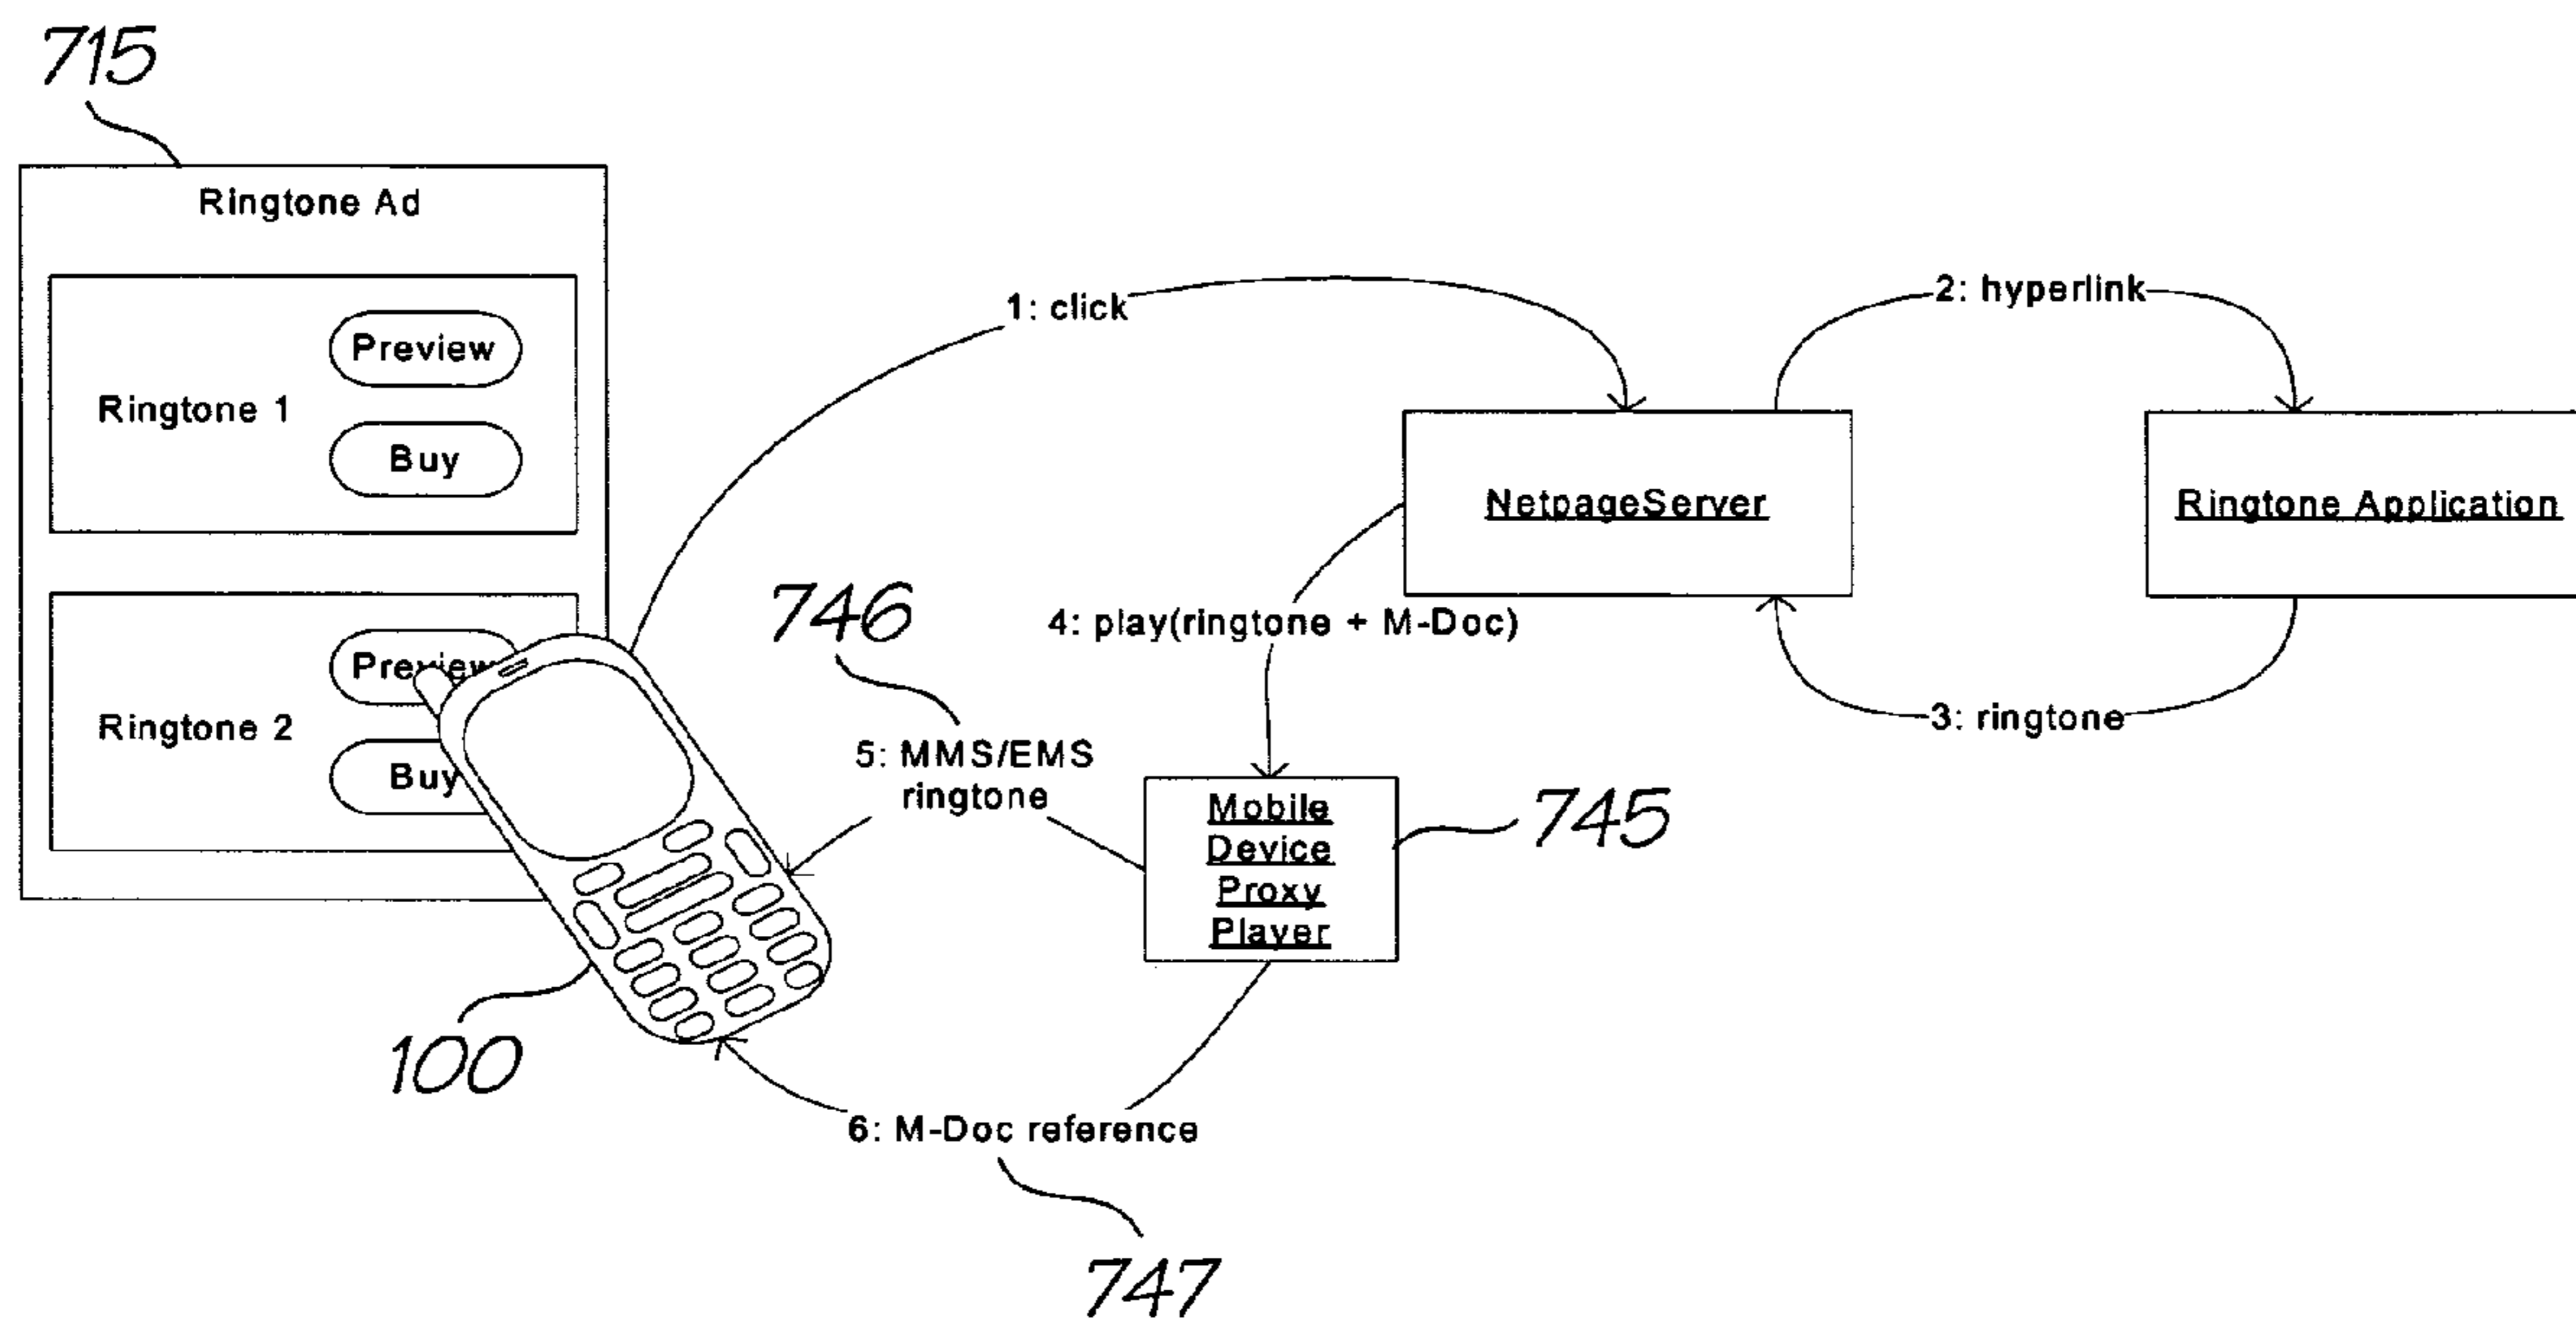 715
Ringtone Ad
Preview
Ringtone 1
Buy
Preview
Ringtone 2
Buy
100
1: click
2: hyperlink
NetpageServer
Ringtone Application
3: ringtone
4: play(ringtone + M-Doc)
746
5: MMS/EMS
ringtone
Mobile
Device
Proxy
Player
745
6: M-Doc reference
747